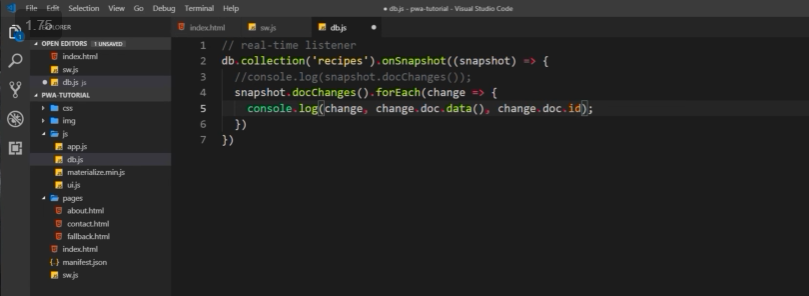 File Edit Selection View Go Debug Terminal Help
● db.js - pwa-tutorial - Visual Studio Code
1.75
EXPLORER
OPEN EDITORS 1 UNSAVED
index.html
sw.js
● db.js js
PWA-TUTORIAL
css
img
js
app.js
db.js
materialize.min.js
ui.js
pages
about.html
contact.html
fallback.html
index.html
{..} manifest.json
sw.js
index.html sw.js db.js ●
1 // real-time listener
2 db.collection('recipes').onSnapshot((snapshot) => {
3 //console.log(snapshot.docChanges());
4 snapshot.docChanges().forEach(change => {
5 console.log(change, change.doc.data(), change.doc.id);
6 })
7 })